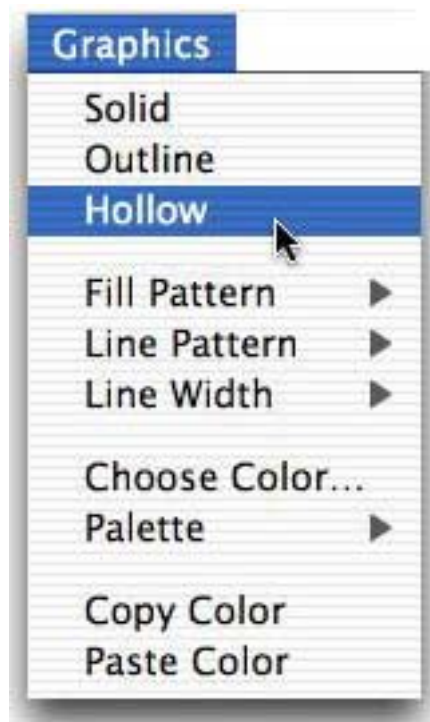 Graphics
Solid
Outline
Hollow
Fill Pattern
Line Pattern
Line Width
Choose Color...
Palette
Copy Color
Paste Color